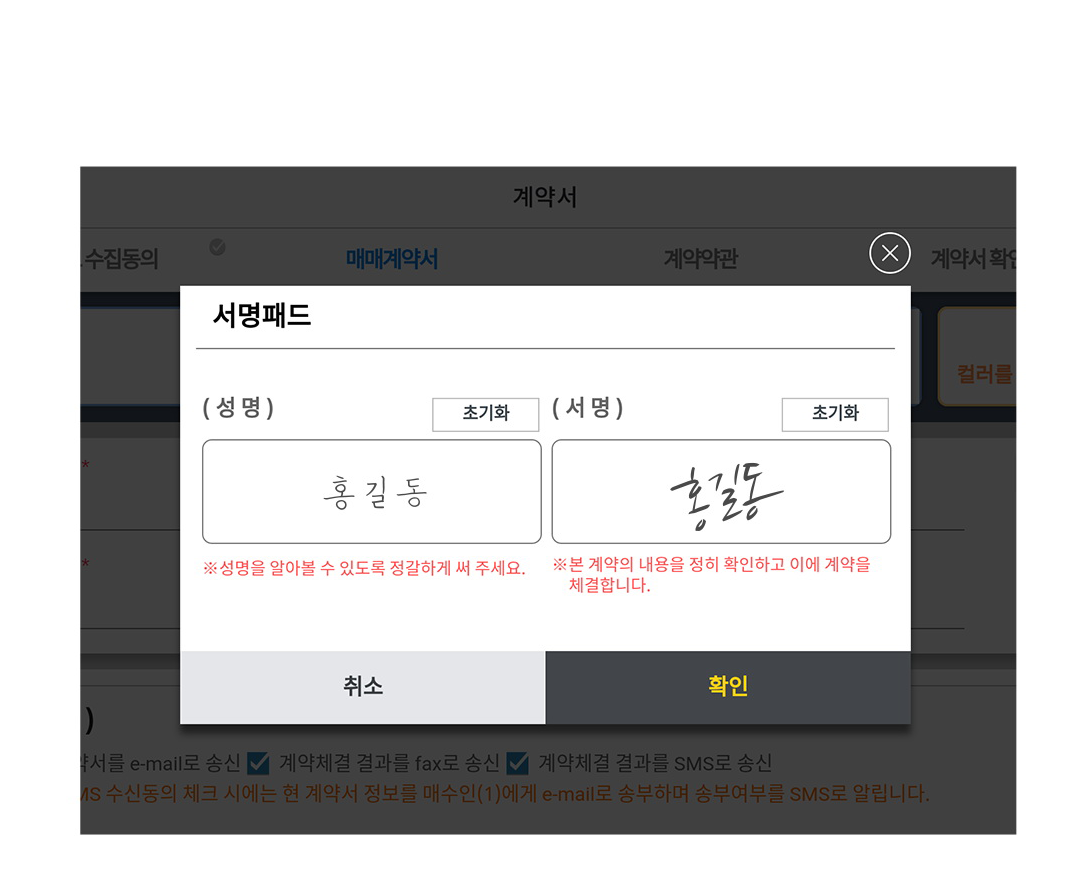 계약서
수집동의 매매계약서 계약약관 계약서 확인
서명패드
컬러를
( 성 명 ) 초기화 ( 서 명 ) 초기화
*
홍 길 동 홍길동
※성명을 알아볼 수 있도록 정갈하게 써 주세요. ※본 계약의 내용을 정히 확인하고 이에 계약을
체결합니다.
*
취소 확인
)
약서를 e-mail로 송신 계약체결 결과를 fax로 송신 계약체결 결과를 SMS로 송신
MS 수신동의 체크 시에는 현 계약서 정보를 매수인(1)에게 e-mail로 송부하며 송부여부를 SMS로 알립니다.